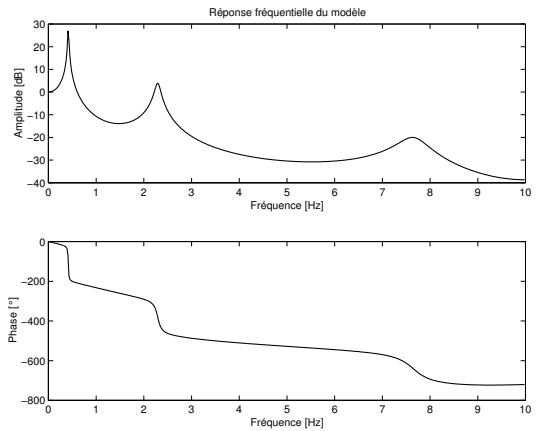 Réponse fréquentielle du modèle
Amplitude [dB]
30
20
10
0
−10
−20
−30
−40
0 1 2 3 4 5 6 7 8 9 10
Fréquence [Hz]
Phase [°]
0
−200
−400
−600
−800
0 1 2 3 4 5 6 7 8 9 10
Fréquence [Hz]